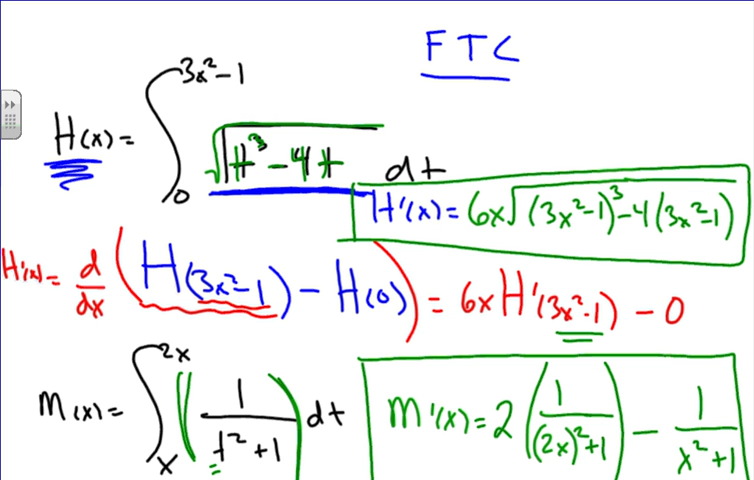 FTC
H(x) = ∫₀^(3x²-1) √(t³ - 4t) dt
H'(x) = 6x√((3x²-1)³ - 4(3x²-1))
H'(x) = d/dx (H(3x²-1) - H(0)) = 6x H'(3x²-1) - 0
M(x) = ∫ₓ^(2x) (1/(t²+1)) dt
M'(x) = 2(1/((2x)²+1)) - 1/(x²+1)